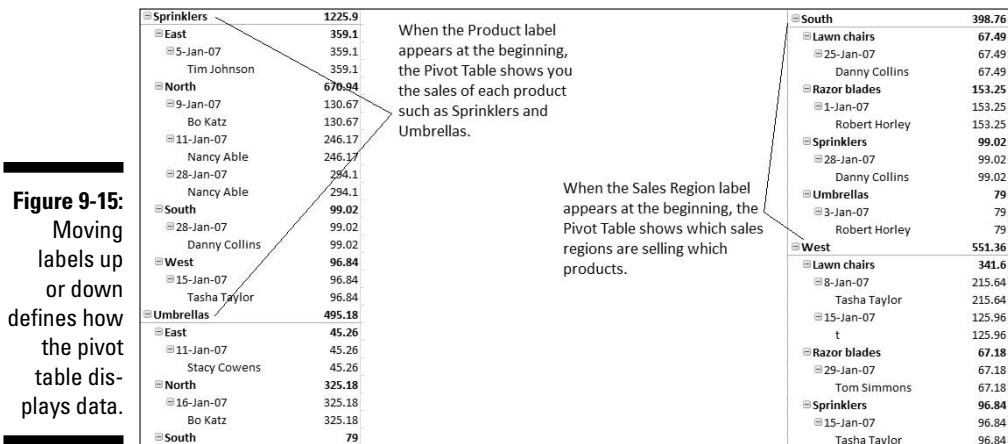 Figure 9-15:
Moving
labels up
or down
defines how
the pivot
table dis-
plays data.
Sprinklers 1225.9
East 359.1
5-Jan-07 359.1
Tim Johnson 359.1
North 670.94
9-Jan-07 130.67
Bo Katz 130.67
11-Jan-07 246.17
Nancy Able 246.17
28-Jan-07 294.1
Nancy Able 294.1
South 99.02
28-Jan-07 99.02
Danny Collins 99.02
West 96.84
15-Jan-07 96.84
Tasha Taylor 96.84
Umbrellas 495.18
East 45.26
11-Jan-07 45.26
Stacy Cowens 45.26
North 325.18
16-Jan-07 325.18
Bo Katz 325.18
South 79
When the Product label
appears at the beginning,
the Pivot Table shows you
the sales of each product
such as Sprinklers and
Umbrellas.
When the Sales Region label
appears at the beginning, the
Pivot Table shows which sales
regions are selling which
products.
South 398.76
Lawn chairs 67.49
25-Jan-07 67.49
Danny Collins 67.49
Razor blades 153.25
1-Jan-07 153.25
Robert Horley 153.25
Sprinklers 99.02
28-Jan-07 99.02
Danny Collins 99.02
Umbrellas 79
3-Jan-07 79
Robert Horley 79
West 551.36
Lawn chairs 341.6
8-Jan-07 215.64
Tasha Taylor 215.64
15-Jan-07 125.96
t 125.96
Razor blades 67.18
29-Jan-07 67.18
Tom Simmons 67.18
Sprinklers 96.84
15-Jan-07 96.84
Tasha Taylor 96.84